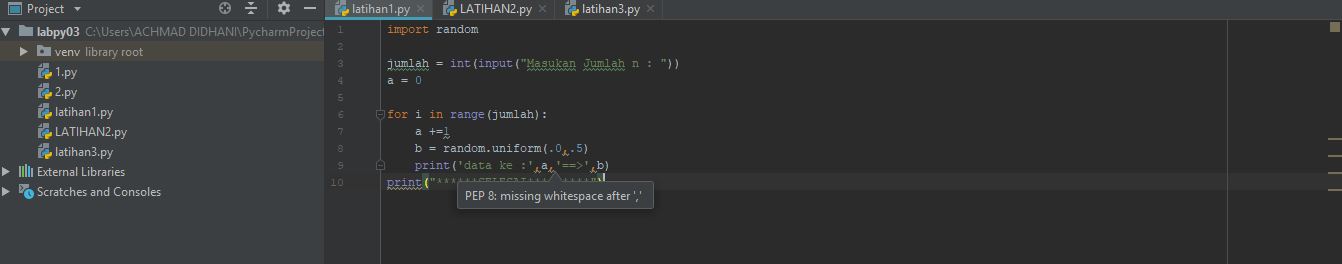 Project
latihan1.py
LATIHAN2.py
latihan3.py
labpy03 C:\Users\ACHMAD DIDHANI\PycharmProject
venv library root
1.py
2.py
latihan1.py
LATIHAN2.py
latihan3.py
External Libraries
Scratches and Consoles
1 import random
2
3 jumlah = int(input("Masukan Jumlah n : "))
4 a = 0
5
6 for i in range(jumlah):
7 a +=1
8 b = random.uniform(.0,.5)
9 print('data ke :',a,'==>',b)
10 print("
PEP 8: missing whitespace after ','